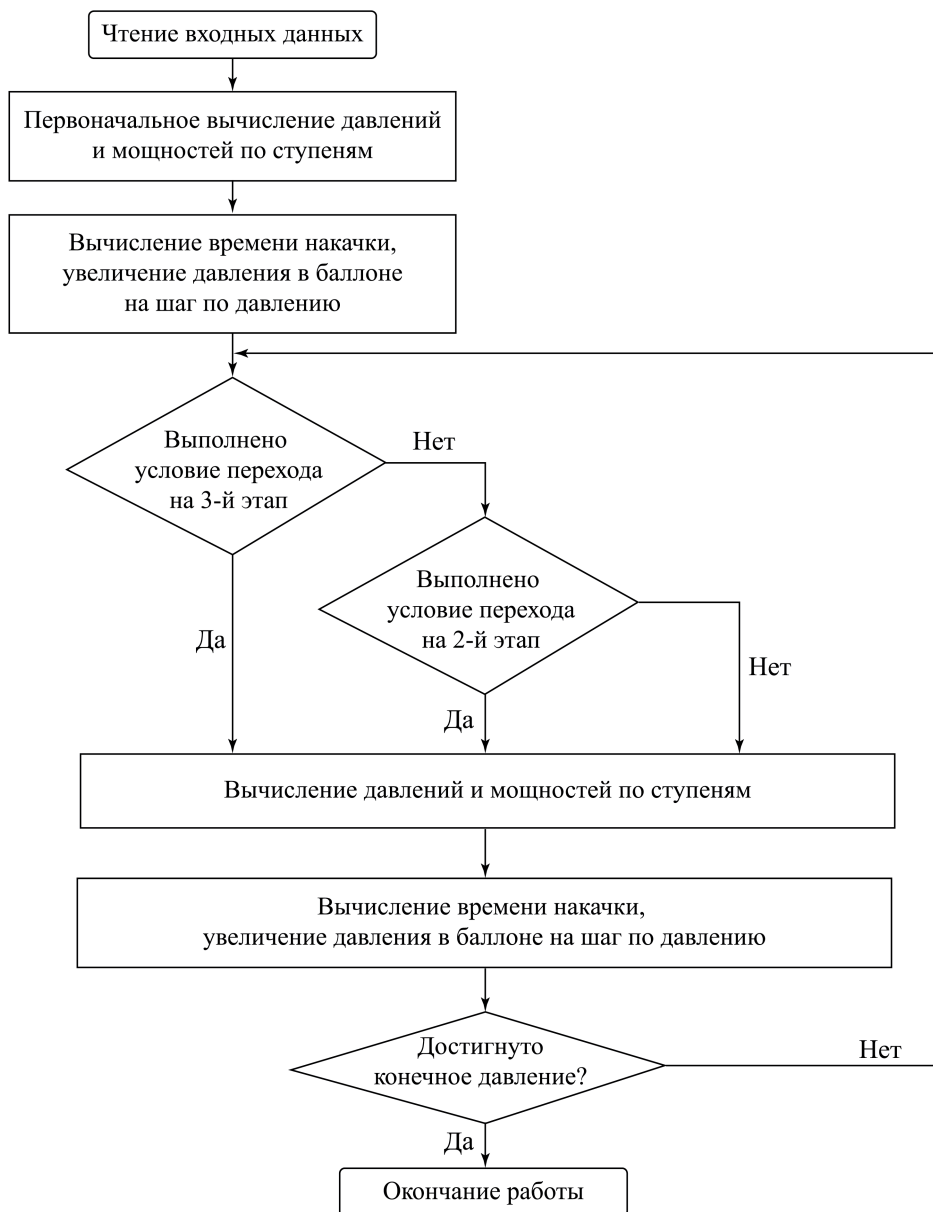 Чтение входных данных
Первоначальное вычисление давлений
и мощностей по ступеням
Вычисление времени накачки,
увеличение давления в баллоне
на шаг по давлению
Выполнено
условие перехода
на 3-й этап
Нет
Выполнено
условие перехода
на 2-й этап
Да
Нет
Да
Вычисление давлений и мощностей по ступеням
Вычисление времени накачки,
увеличение давления в баллоне на шаг по давлению
Достигнуто
конечное давление?
Нет
Да
Окончание работы